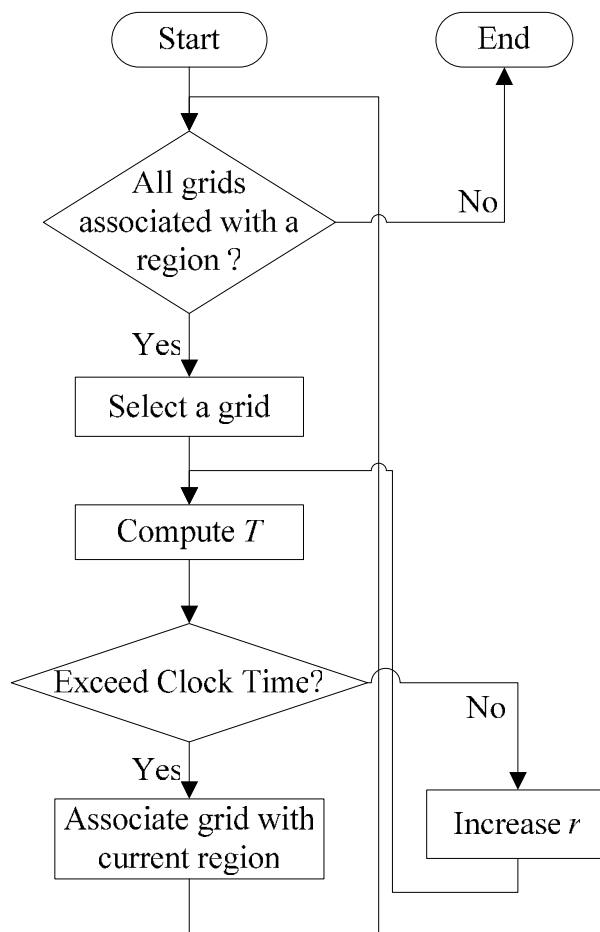 Start
End
All grids
associated with a
region ?
No
Yes
Select a grid
Compute T
Exceed Clock Time?
No
Yes
Associate grid with
current region
Increase r